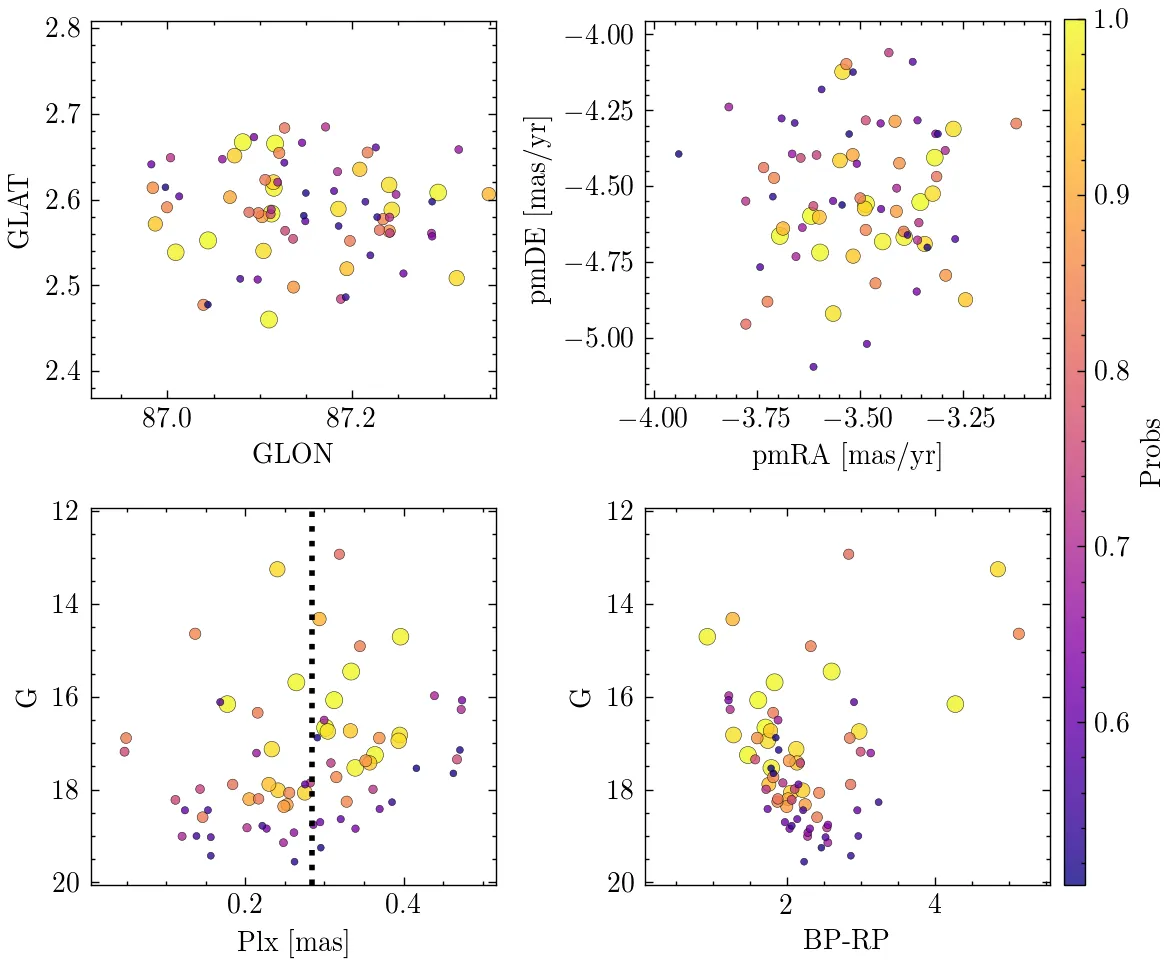 2.8
2.7
2.6
2.5
2.4
GLAT
87.0 87.2
GLON
−4.00
−4.25
−4.50
−4.75
−5.00
pmDE [mas/yr]
−4.00 −3.75 −3.50 −3.25
pmRA [mas/yr]
1.0
0.9
0.8
0.7
0.6
Probs
12
14
16
18
20
G
0.2 0.4
Plx [mas]
12
14
16
18
20
G
2 4
BP-RP